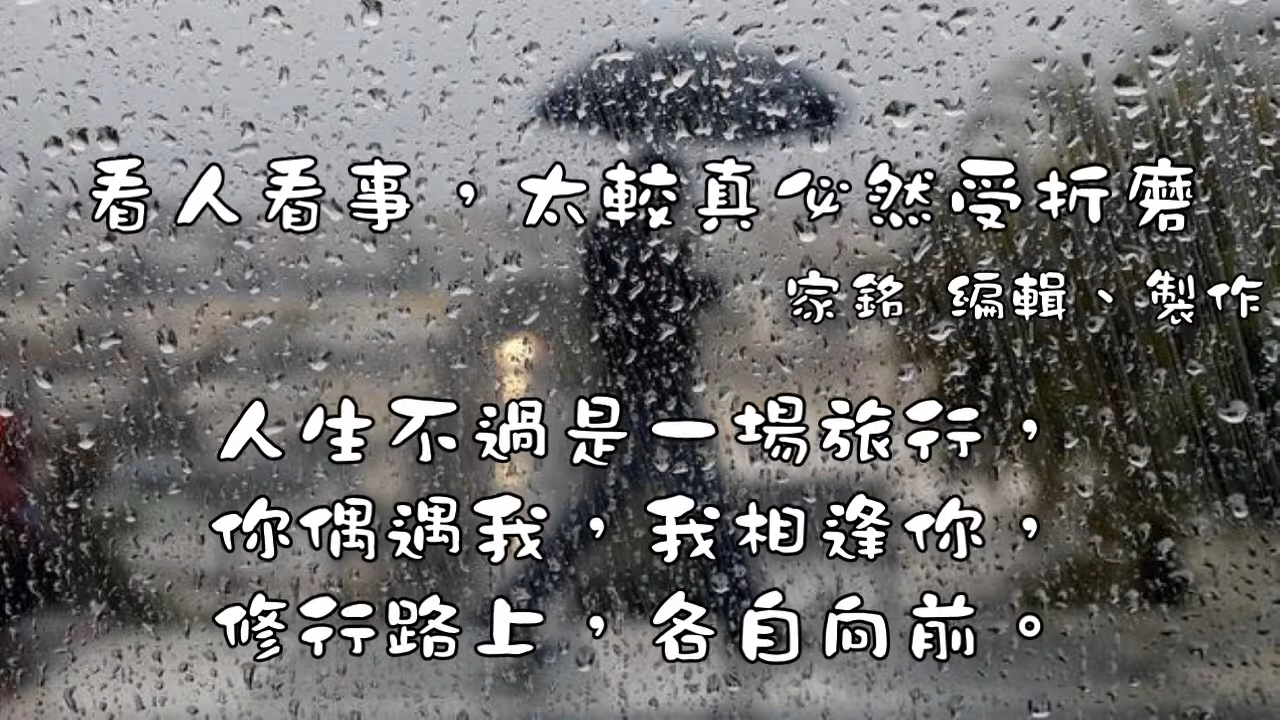 看人看事，太較真必然受折磨
家銘 編輯、製作
人生不過是一場旅行，
你偶遇我，我相逢你，
修行路上，各自向前。